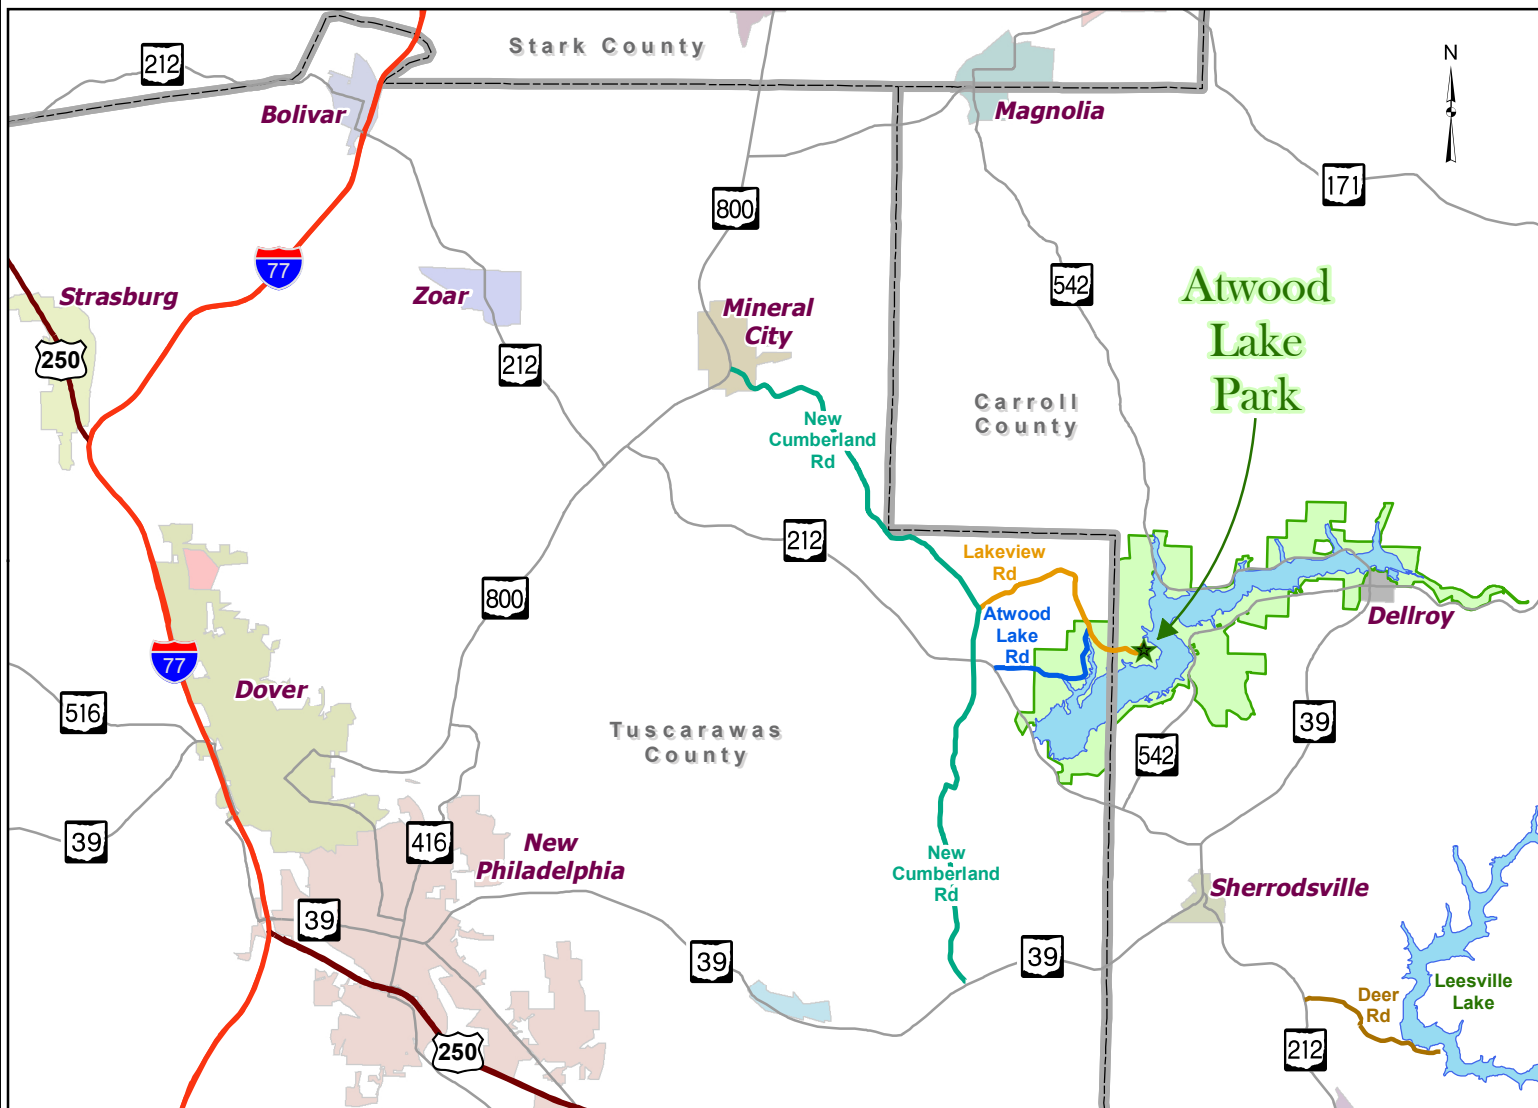 Stark County
N
212
Bolivar
Magnolia
171
800
77
542
Atwood
Lake
Park
Strasburg
Zoar
Mineral
City
250
212
Carroll
County
New
Cumberland
Rd
212
Lakeview
Rd
800
Atwood
Lake
Rd
Dellroy
77
Dover
516
39
Tuscarawas
County
542
39
416
New
Philadelphia
New
Cumberland
Rd
Sherrodsville
39
39
39
Deer
Rd
Leesville
Lake
250
212